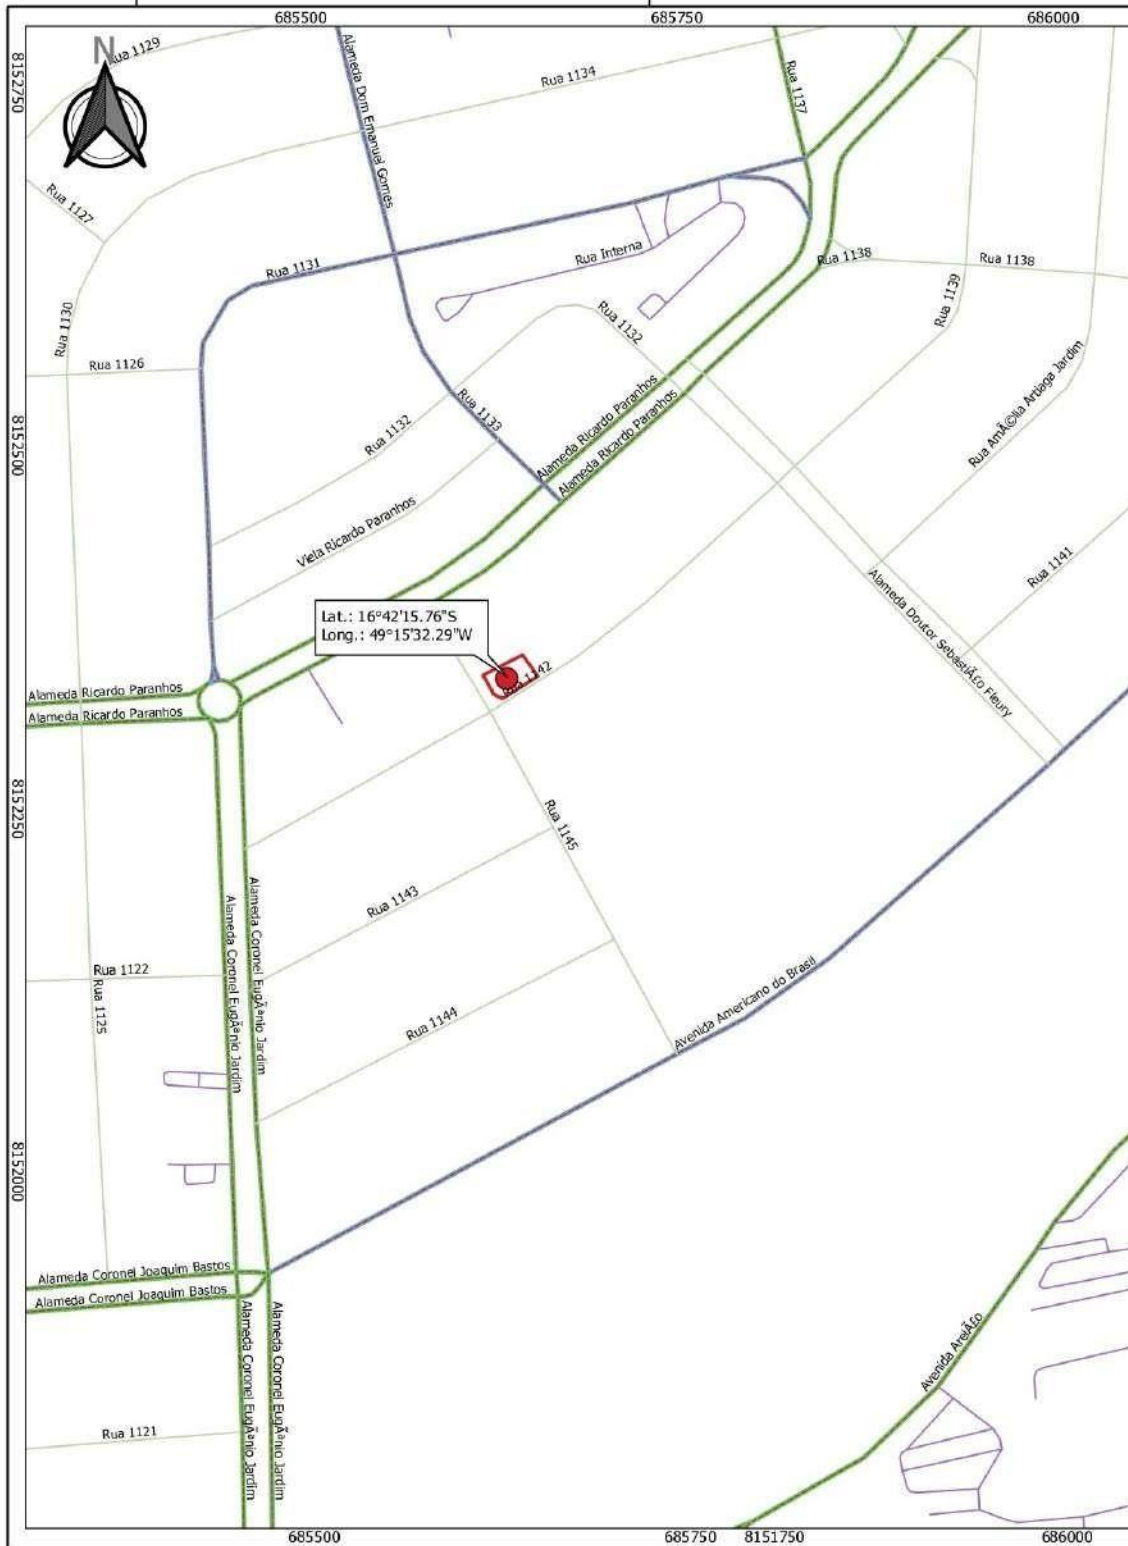 685500
685750
686000
8152750
N
Rua 1129
Alameda Dom Emanuel Gomes
Rua 1134
Rua 1137
Rua 1127
Rua 1131
Rua Interna
Rua 1138
Rua 1138
Rua 1139
Rua 1130
Rua 1126
Rua 1132
Rua 1133
Rua 1132
Alameda Ricardo Paranhos
Alameda Ricardo Paranhos
Rua AmÃ©lia Artiaga Jardim
8152500
Viela Ricardo Paranhos
Rua 1141
Alameda Doutor SebastiÃ£o Fleury
Lat.: 16°42'15.76"S
Long.: 49°15'32.29"W
Rua 1142
Alameda Ricardo Paranhos
Alameda Ricardo Paranhos
8152250
Rua 1145
Rua 1143
Alameda Coronel EugÃªnio Jardim
Alameda Coronel EugÃªnio Jardim
Rua 1122
Rua 1125
Rua 1144
Avenida Americano do Brasil
8152000
Alameda Coronel Joaquim Bastos
Alameda Coronel Joaquim Bastos
Alameda Coronel EugÃªnio Jardim
Alameda Coronel EugÃªnio Jardim
Avenida AreiÃ£o
Rua 1121
685500
685750
8151750
686000